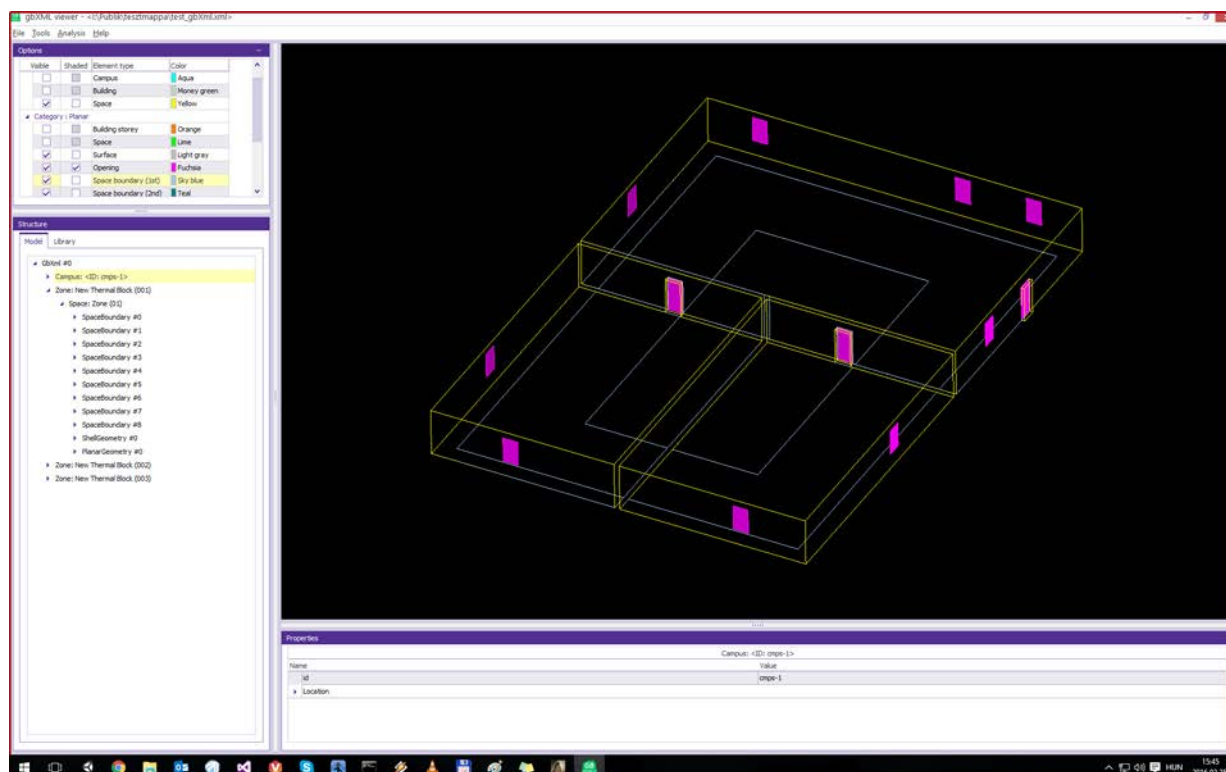 gbXML viewer - <I:\Publik\tesztmappa\test_gbXml.xml>
File Tools Analysis Help
Options
Visible Shaded Element type Color
Campus Aqua
Building Money green
Space Yellow
Category : Planar
Building storey Orange
Space Lime
Surface Light grey
Opening Fuchsia
Space boundary (1st) Sky blue
Space boundary (2nd) Teal
Structure
Model Library
GbXml #0
Campus: <ID: cmps-1>
Zone: New Thermal Block (001)
Space: Zone (01)
SpaceBoundary #0
SpaceBoundary #1
SpaceBoundary #2
SpaceBoundary #3
SpaceBoundary #4
SpaceBoundary #5
SpaceBoundary #6
SpaceBoundary #7
SpaceBoundary #8
ShellGeometry #0
PlanarGeometry #0
Zone: New Thermal Block (002)
Zone: New Thermal Block (003)
Properties
Campus: <ID: cmps-1>
Name Value
id cmps-1
Location
HUN
15:45